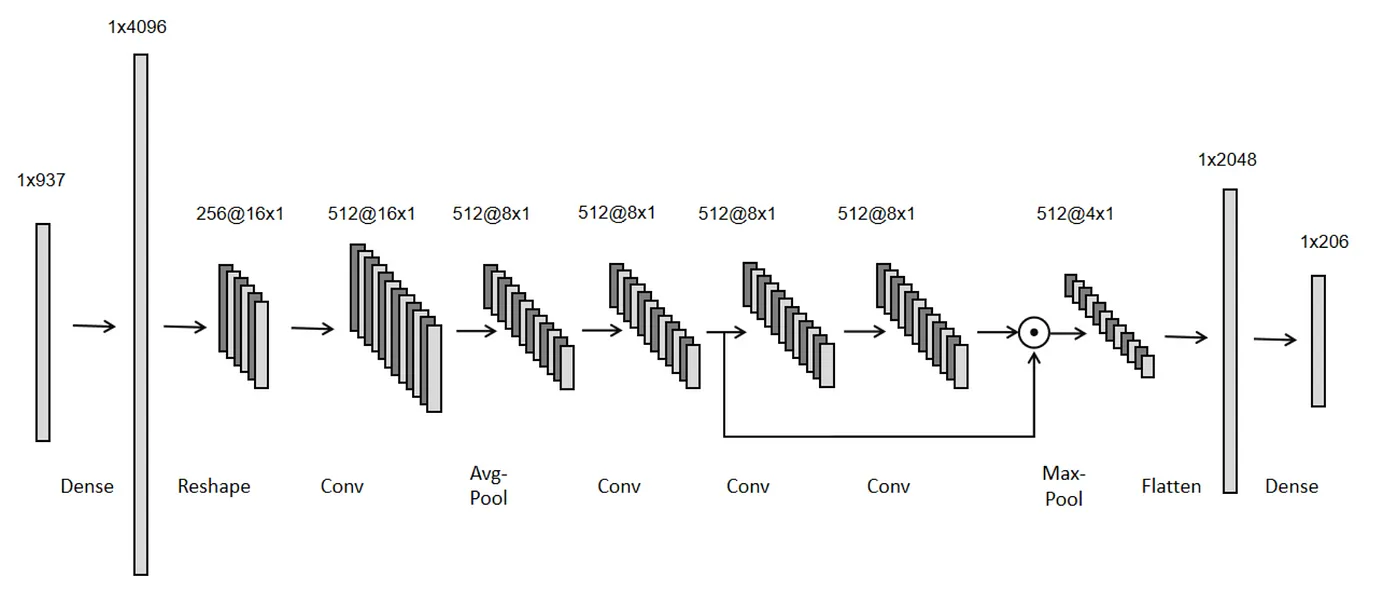 1x4096
1x937
1x2048
256@16x1
512@16x1
512@8x1
512@8x1
512@8x1
512@8x1
512@4x1
1x206
Dense
Reshape
Conv
Avg-
Pool
Conv
Conv
Conv
Max-
Pool
Flatten
Dense